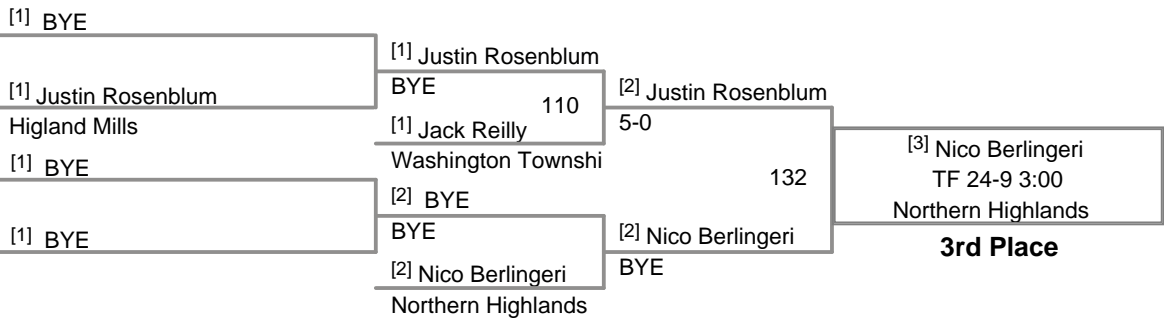 [1] BYE
[1] Justin Rosenblum
Higland Mills
[1] BYE
[1] BYE
[1] Justin Rosenblum
BYE
110
[1] Jack Reilly
Washington Townshi
[2] BYE
BYE
[2] Nico Berlingeri
Northern Highlands
[2] Justin Rosenblum
5-0
132
[2] Nico Berlingeri
BYE
[3] Nico Berlingeri
TF 24-9 3:00
Northern Highlands
3rd Place